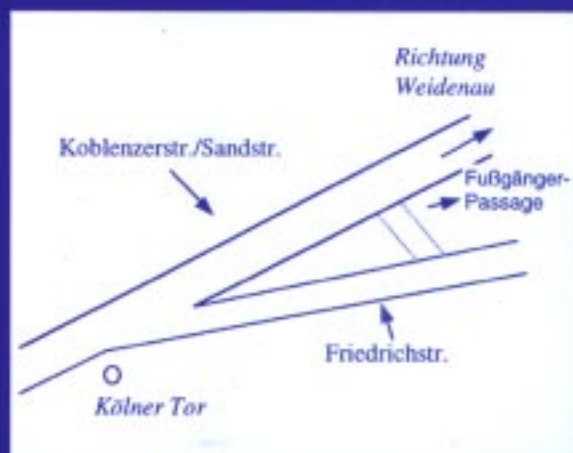 Richtung
Weidenau
Koblenzerstr./Sandstr.
Fußgänger-
Passage
Friedrichstr.
Kölner Tor